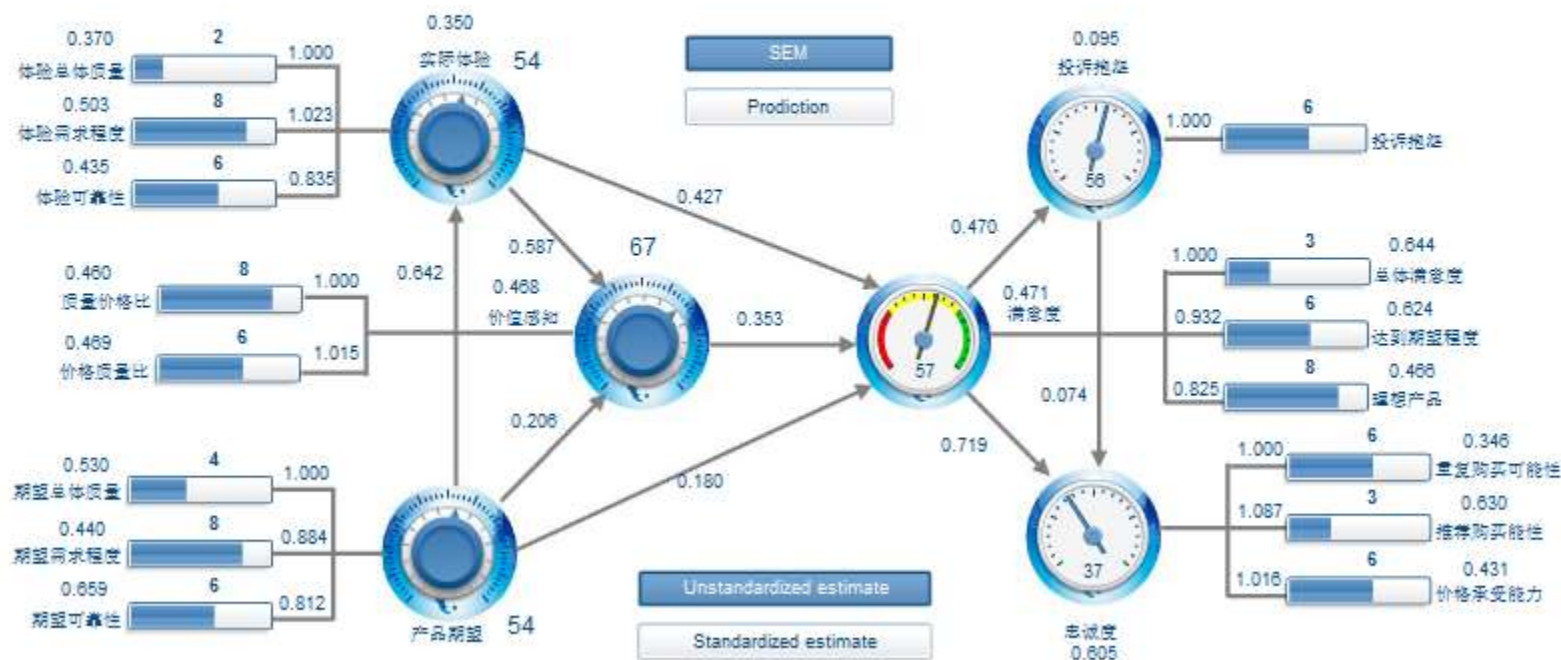 0.370
2
1.000
体验总体质量
0.503
8
1.023
体验需求程度
0.435
6
0.835
体验可靠性
0.350
实际体验
54
SEM
Prodiction
0.095
投诉抱怨
56
1.000
6
投诉抱怨
0.427
0.587
0.642
0.470
0.460
8
1.000
质量价格比
0.469
6
1.015
价格质量比
67
0.468
价值感知
0.353
0.471
满意度
57
1.000
3
0.644
总体满意度
0.932
6
0.624
达到期望程度
0.825
8
0.466
理想产品
0.206
0.180
0.719
0.074
0.530
4
1.000
期望总体质量
0.440
8
0.884
期望需求程度
0.659
6
0.812
期望可靠性
产品期望
54
Unstandardized estimate
Standardized estimate
37
忠诚度
0.605
1.000
6
0.346
重复购买可能性
1.087
3
0.630
推荐购买能性
1.016
6
0.431
价格承受能力